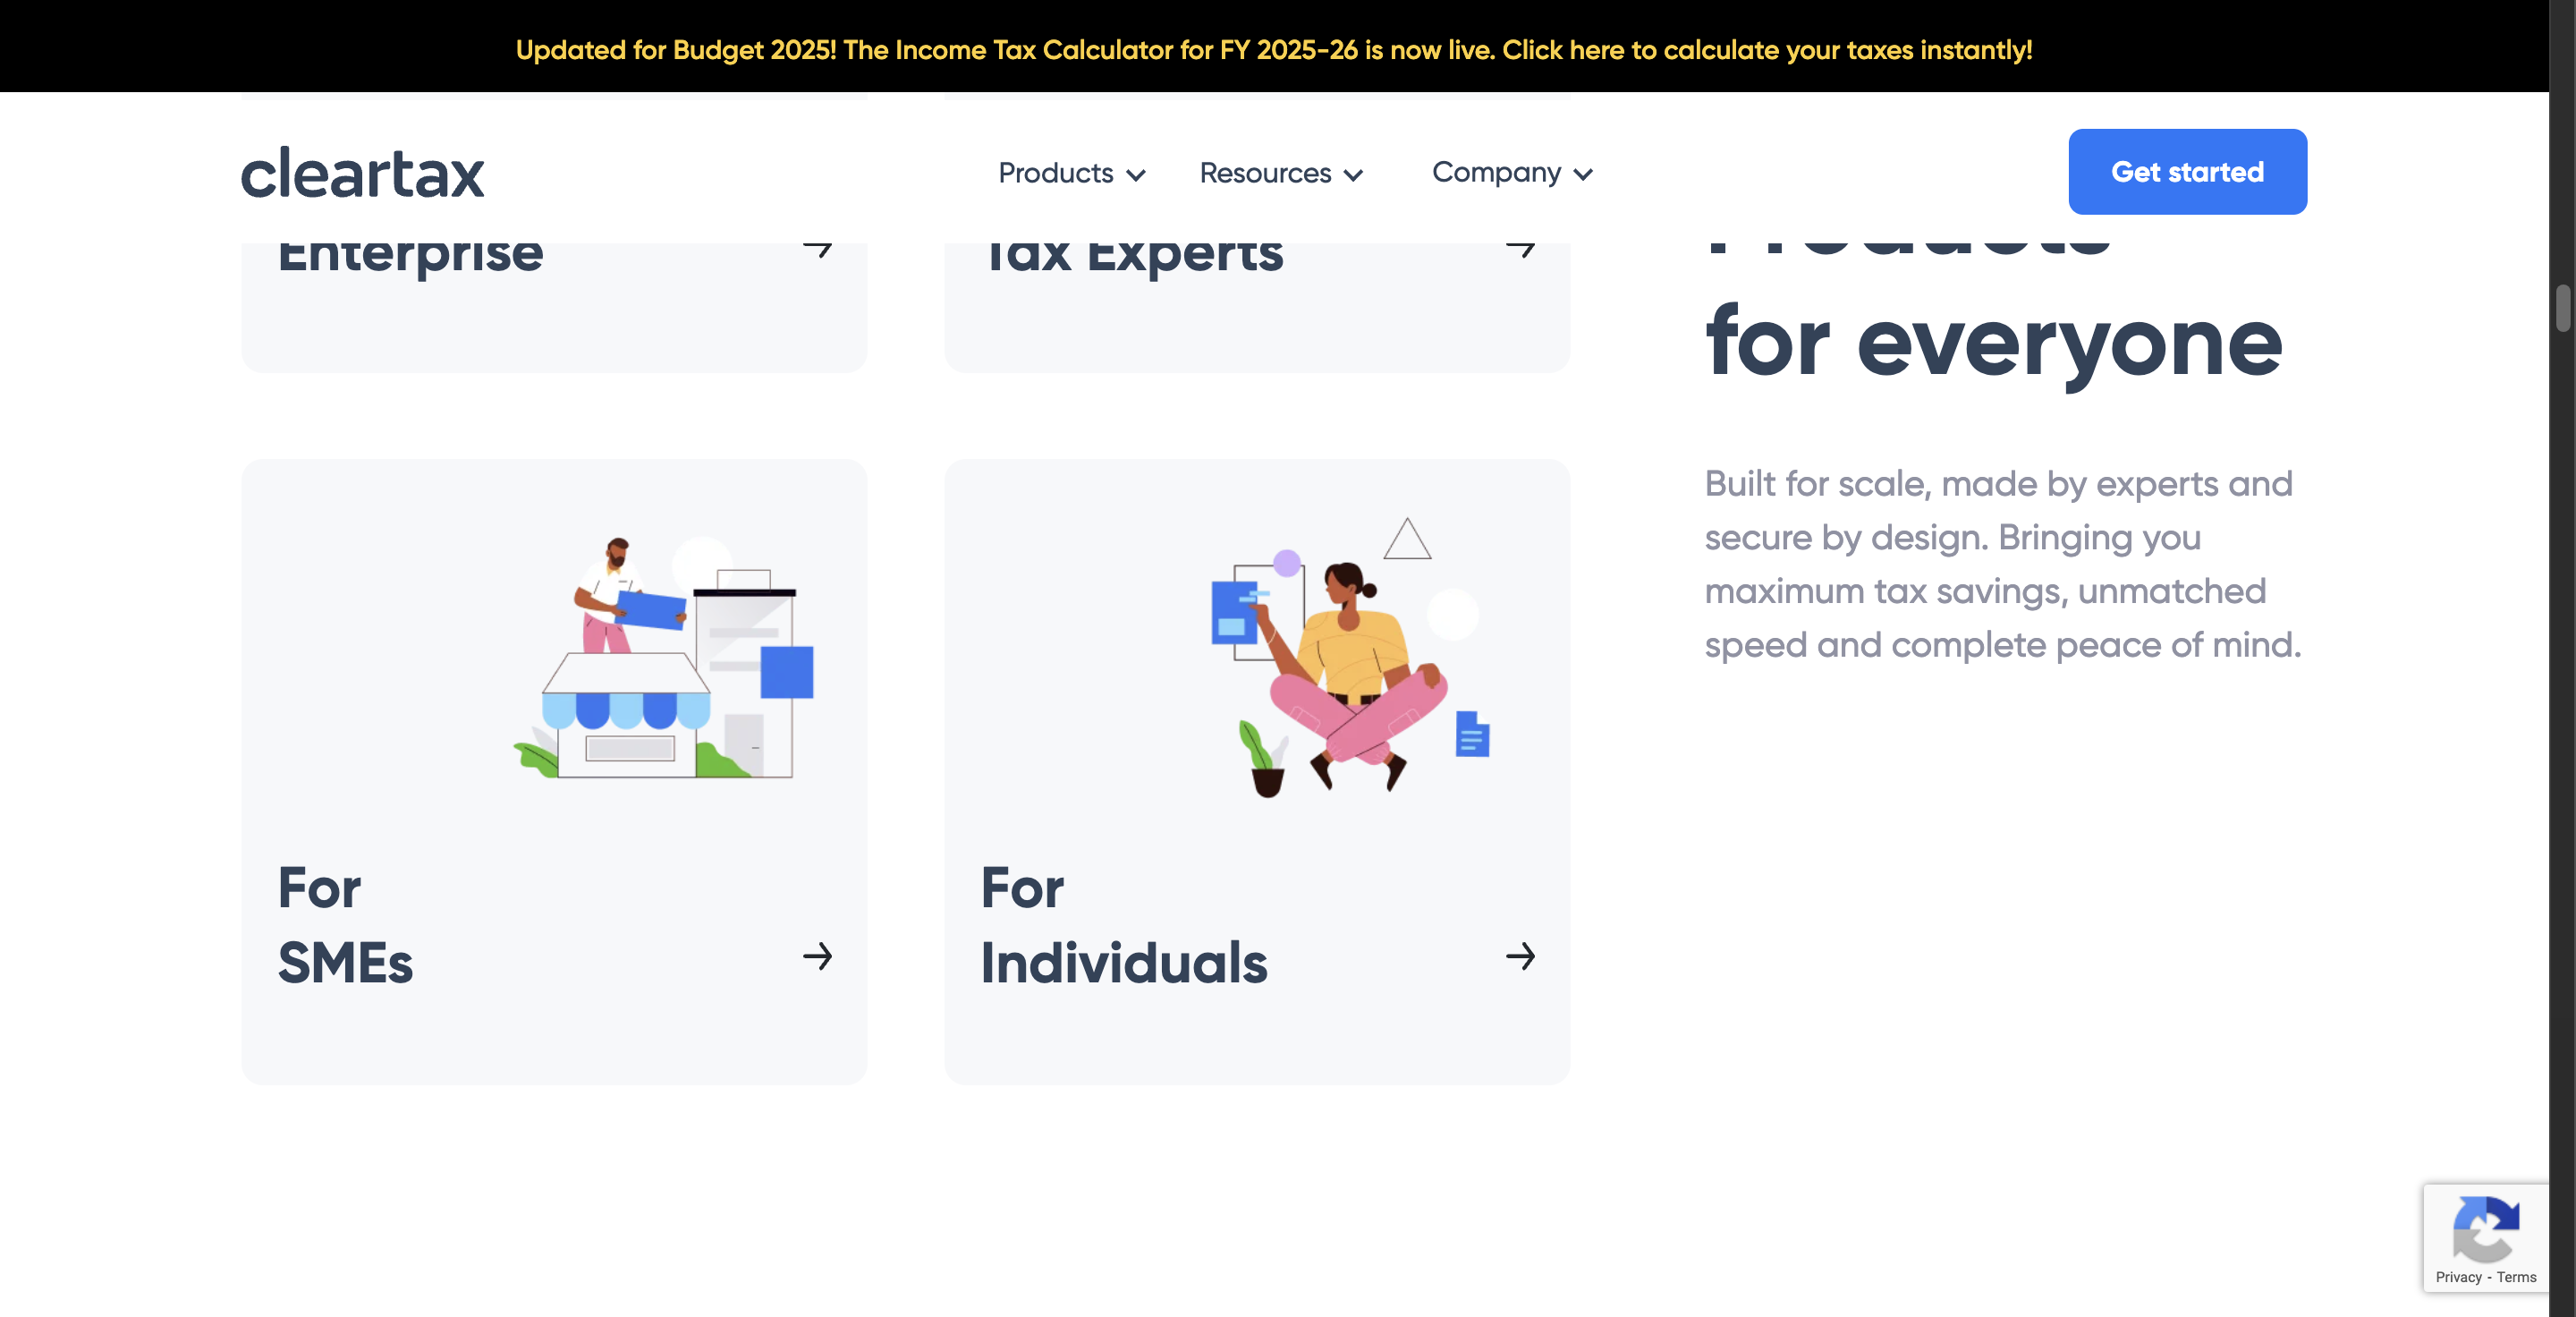 Updated for Budget 2025! The Income Tax Calculator for FY 2025-26 is now live. Click here to calculate your taxes instantly!
cleartax
Products
Resources
Company
Get started
Enterprise
Tax Experts
Products
for everyone
Built for scale, made by experts and
secure by design. Bringing you
maximum tax savings, unmatched
speed and complete peace of mind.
For
SMEs
For
Individuals
Privacy - Terms